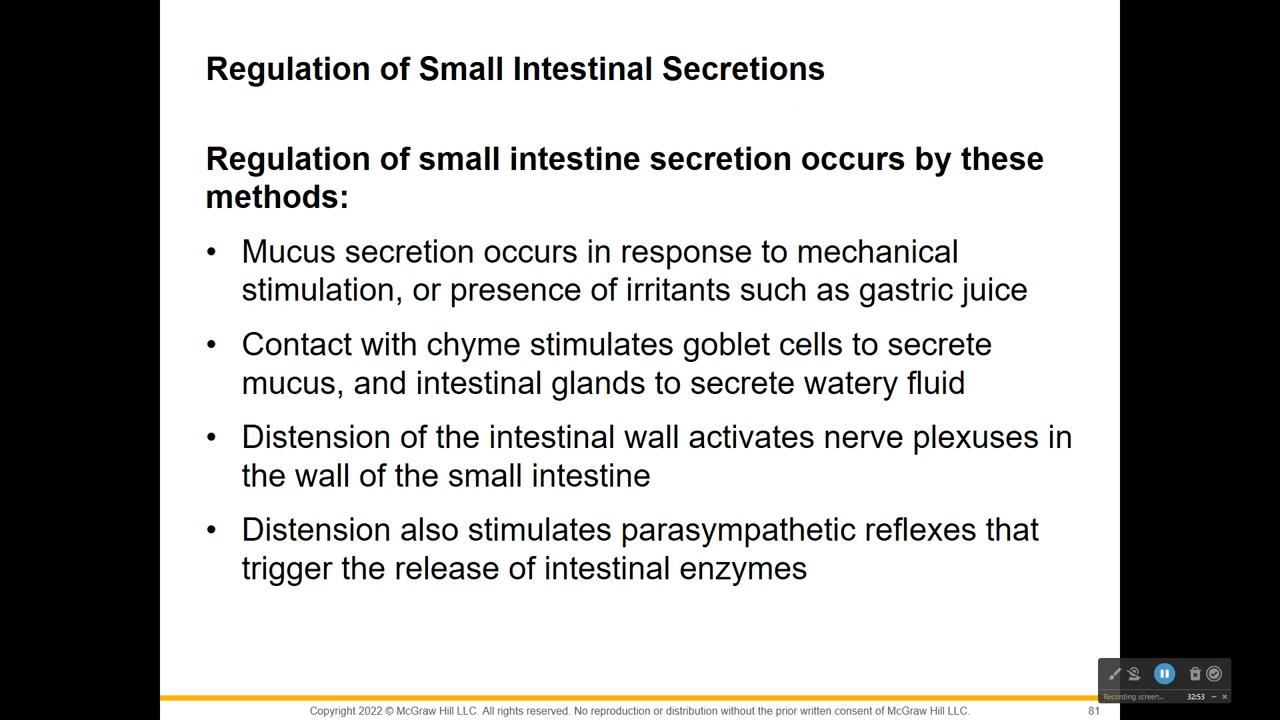 Regulation of Small Intestinal Secretions
Regulation of small intestine secretion occurs by these
methods:
• Mucus secretion occurs in response to mechanical
stimulation, or presence of irritants such as gastric juice
• Contact with chyme stimulates goblet cells to secrete
mucus, and intestinal glands to secrete watery fluid
• Distension of the intestinal wall activates nerve plexuses in
the wall of the small intestine
• Distension also stimulates parasympathetic reflexes that
trigger the release of intestinal enzymes
Recording screen... 32:53
Copyright 2022 © McGraw Hill LLC. All rights reserved. No reproduction or distribution without the prior written consent of McGraw Hill LLC. 81